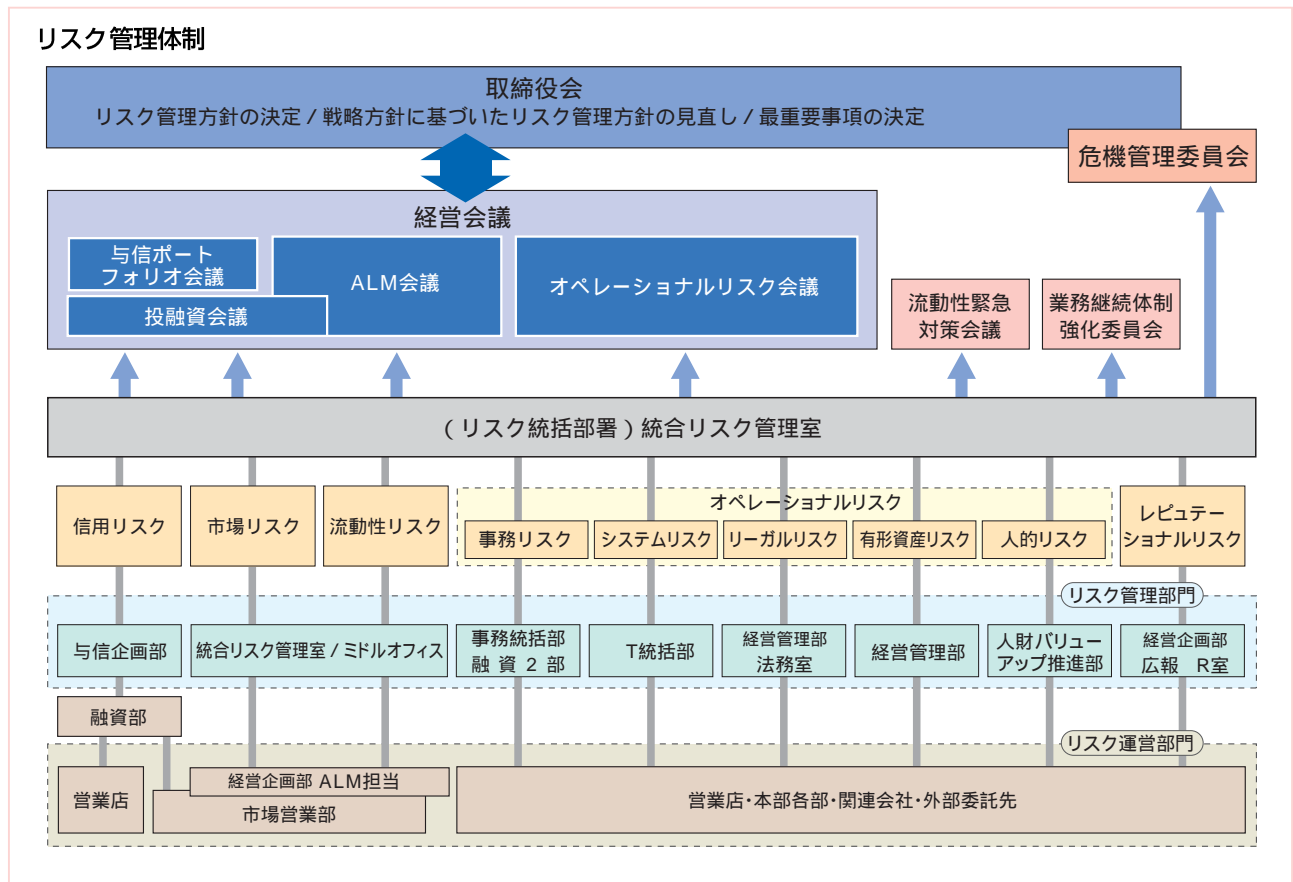 リスク管理体制
取締役会
リスク管理方針の決定 / 戦略方針に基づいたリスク管理方針の見直し / 最重要事項の決定
危機管理委員会
経営会議
与信ポート
フォリオ会議
ALM会議
オペレーショナルリスク会議
投融資会議
流動性緊急
対策会議
業務継続体制
強化委員会
(リスク統括部署)統合リスク管理室
信用リスク
市場リスク
流動性リスク
オペレーショナルリスク
事務リスク
システムリスク
リーガルリスク
有形資産リスク
人的リスク
レピュテー
ショナルリスク
リスク管理部門
与信企画部
統合リスク管理室 / ミドルオフィス
事務統括部
融資2部
T統括部
経営管理部
法務室
経営管理部
人財バリュー
アップ推進部
経営企画部
広報 R室
融資部
リスク運営部門
営業店
経営企画部 ALM担当
市場営業部
営業店・本部各部・関連会社・外部委託先